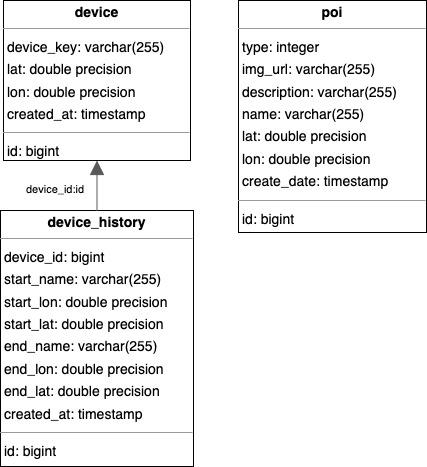 device
device_key: varchar(255)
lat: double precision
lon: double precision
created_at: timestamp
id: bigint
device_id:id
device_history
device_id: bigint
start_name: varchar(255)
start_lon: double precision
start_lat: double precision
end_name: varchar(255)
end_lon: double precision
end_lat: double precision
created_at: timestamp
id: bigint
poi
type: integer
img_url: varchar(255)
description: varchar(255)
name: varchar(255)
lat: double precision
lon: double precision
create_date: timestamp
id: bigint